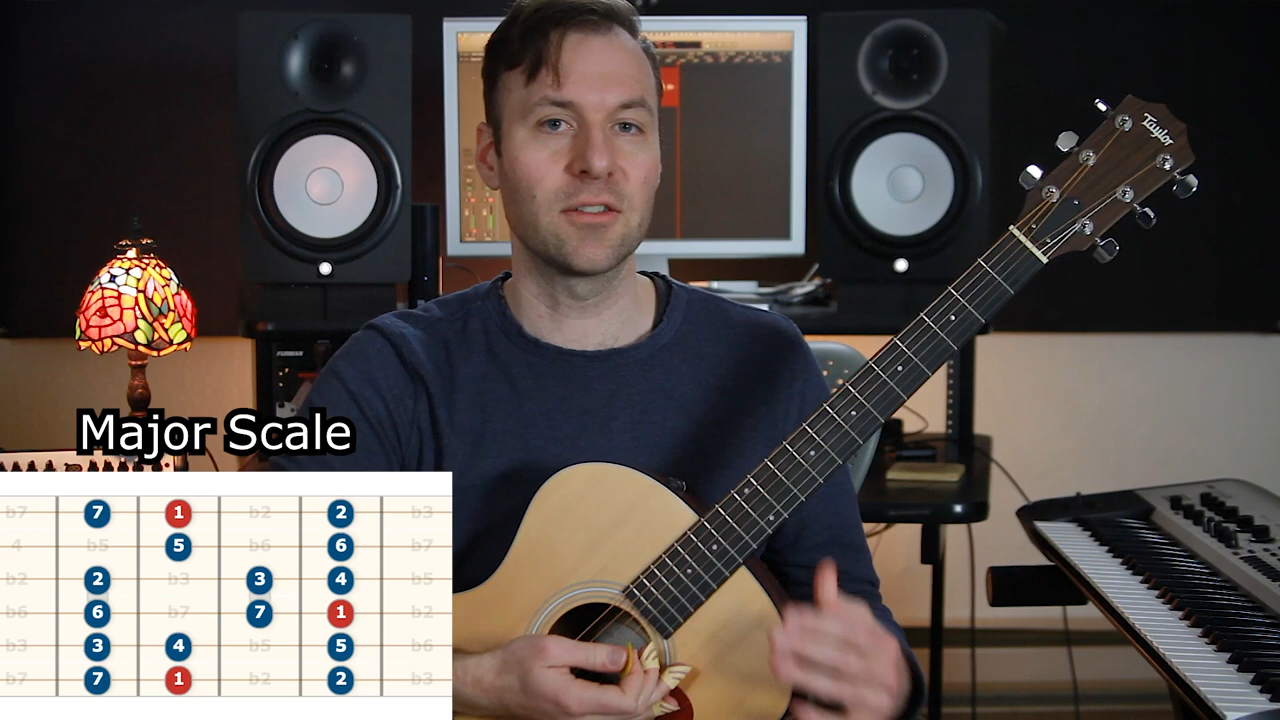 Taylor
FURMAN
Major Scale
b7 7 1 b2 2 b3
4 b5 5 b6 6 b7
b2 2 b3 3 4 b5
b6 6 b7 7 1 b2
b3 3 4 b5 5 b6
b7 7 1 b2 2 b3